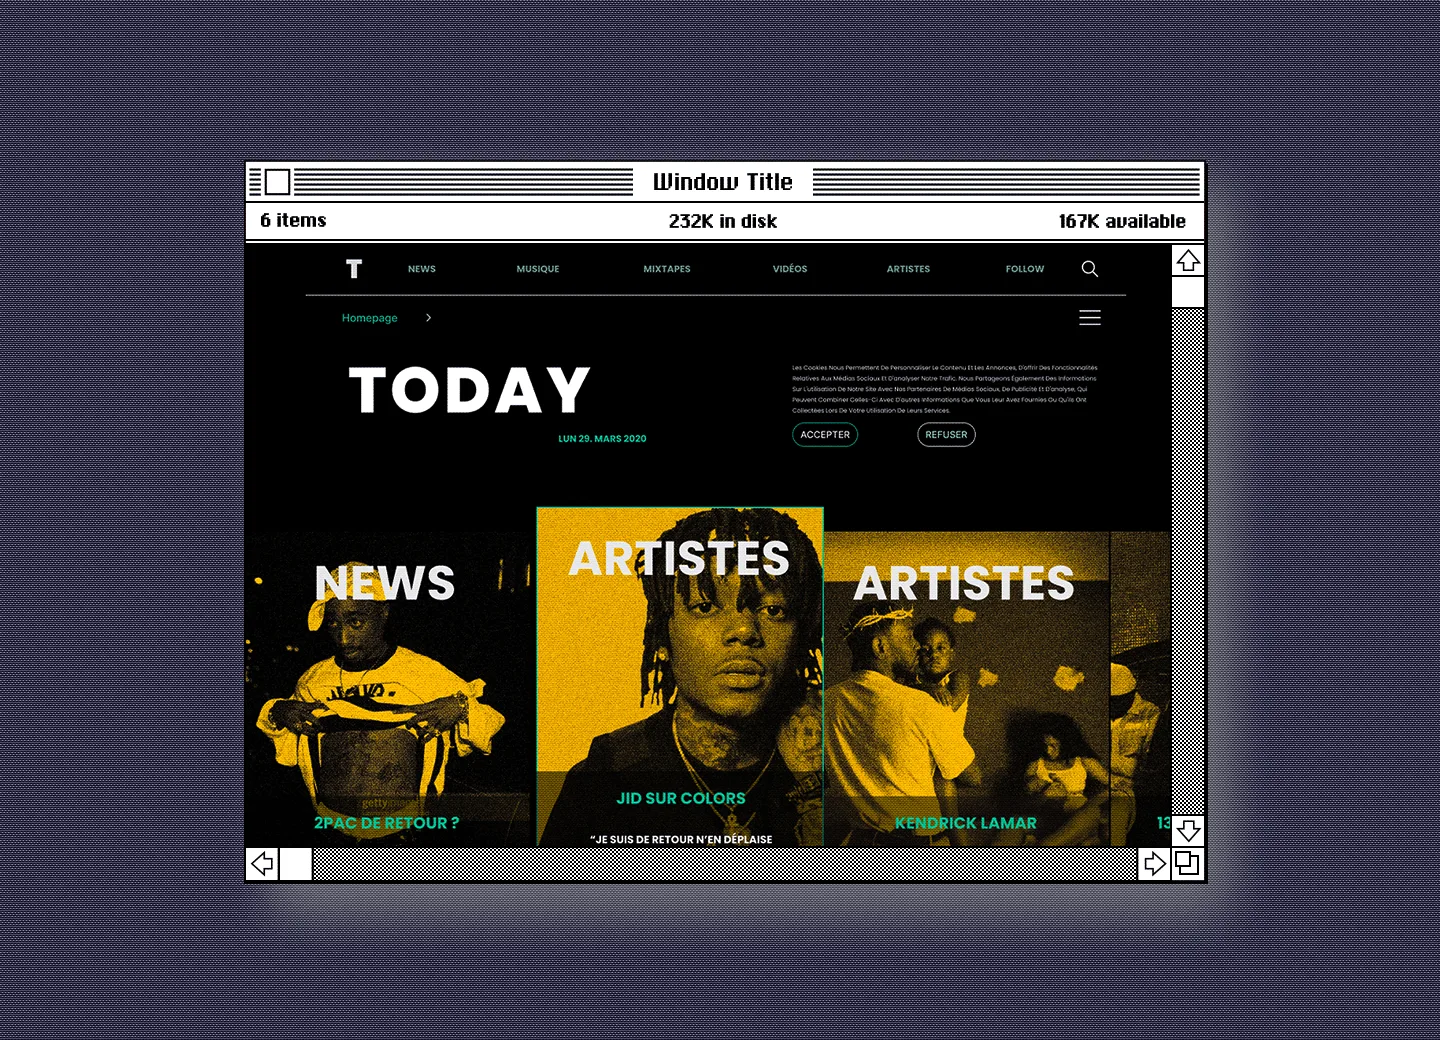 Window Title
6 items 232K in disk 167K available
T NEWS MUSIQUE MIXTAPES VIDÉOS ARTISTES FOLLOW
Homepage
TODAY
LUN 29. MARS 2020
Les Cookies Nous Permettent De Personnaliser Le Contenu Et Les Annonces, D'offrir Des Fonctionnalités
Relatives Aux Médias Sociaux Et D'analyser Notre Trafic. Nous Partageons Également Des Informations
Sur L'utilisation De Notre Site Avec Nos Partenaires De Médias Sociaux, De Publicité Et D'analyse, Qui
Peuvent Combiner Celles-Ci Avec D'autres Informations Que Vous Leur Avez Fournies Ou Qu'ils Ont
Collectées Lors De Votre Utilisation De Leurs Services.
ACCEPTER REFUSER
NEWS
gettyimages
2PAC DE RETOUR ?
ARTISTES
JID SUR COLORS
“JE SUIS DE RETOUR N’EN DÉPLAISE
ARTISTES
KENDRICK LAMAR
13